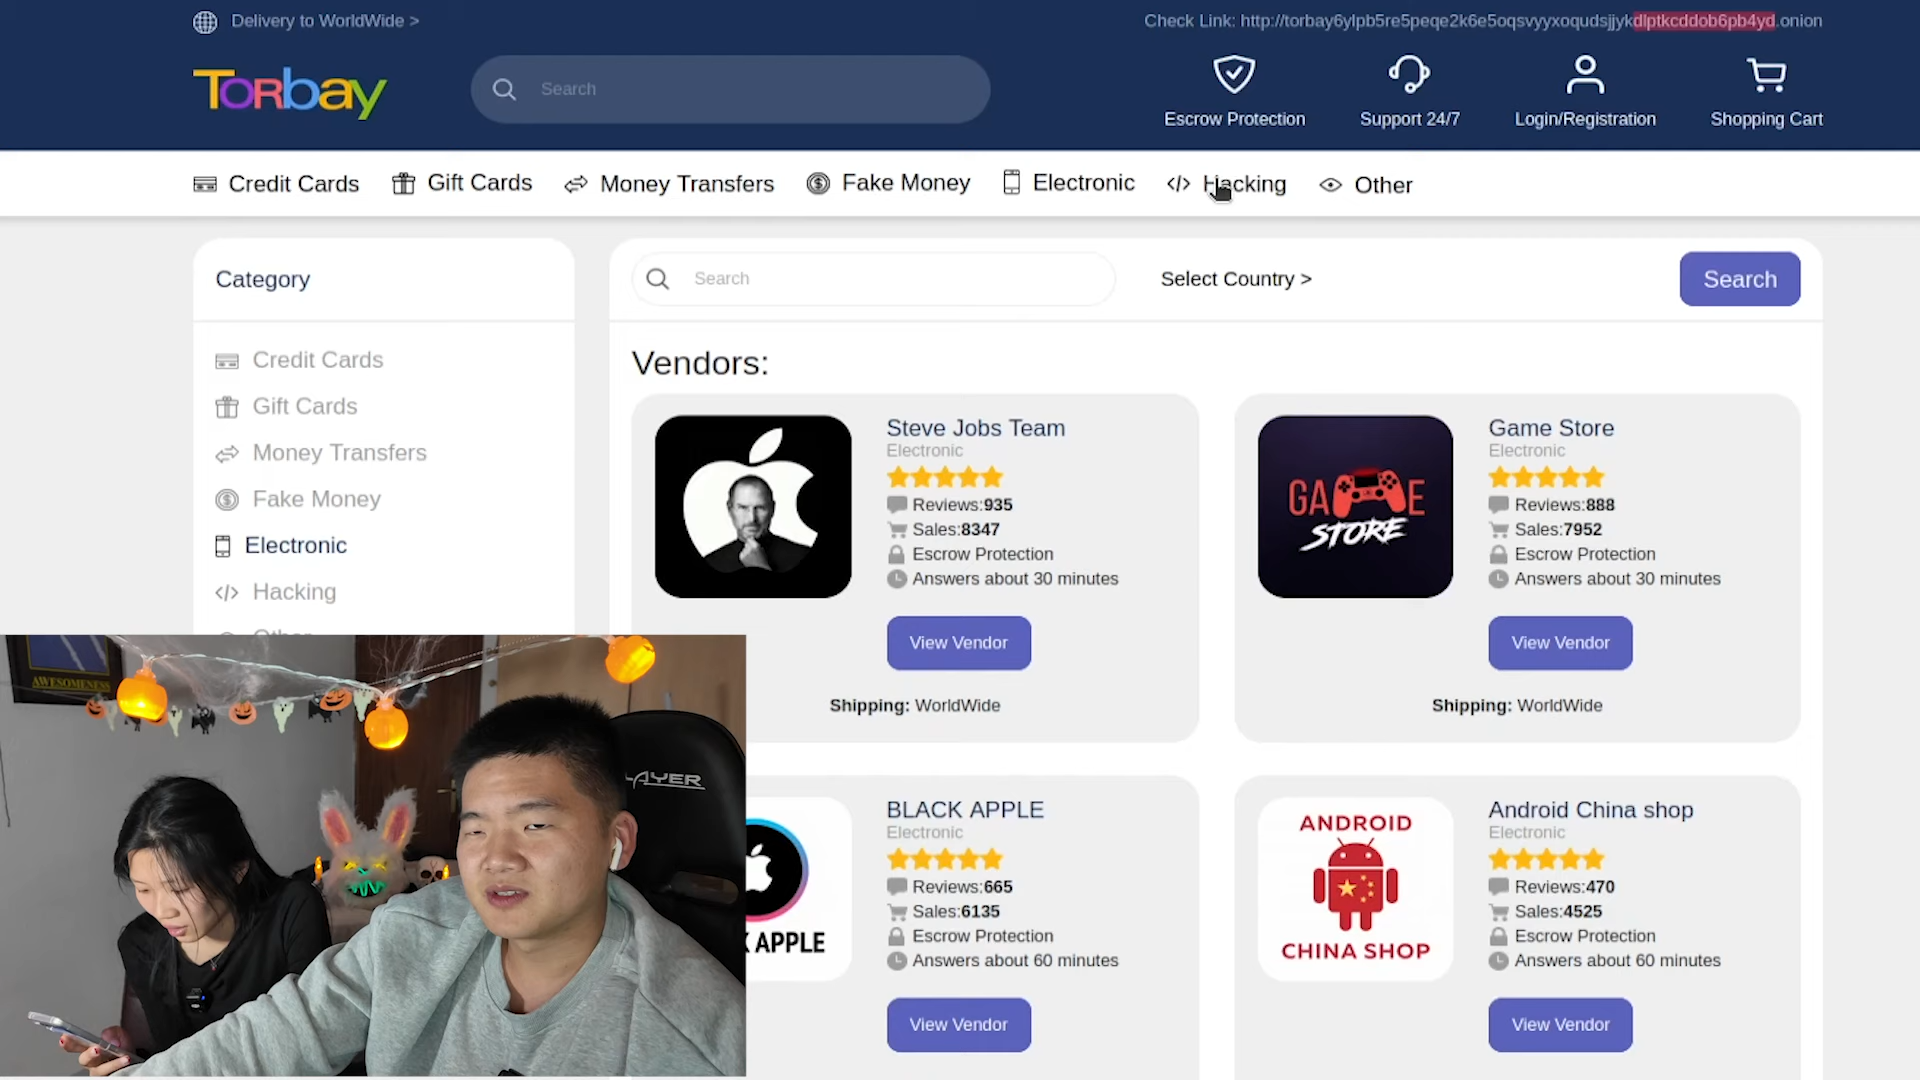 Delivery to WorldWide >
Check Link: http://torbay6ylpb5re5peqe2k6e5oqsvyyxoqudsjjykdlptkcddob6pb4yd.onion
Torbay
Search
Escrow Protection
Support 24/7
Login/Registration
Shopping Cart
Credit Cards
Gift Cards
Money Transfers
Fake Money
Electronic
Hacking
Other
Category
Credit Cards
Gift Cards
Money Transfers
Fake Money
Electronic
Hacking
Other
Search
Select Country >
Search
Vendors:
Steve Jobs Team
Electronic
Reviews:935
Sales:8347
Escrow Protection
Answers about 30 minutes
View Vendor
Shipping: WorldWide
GAME
STORE
Game Store
Electronic
Reviews:888
Sales:7952
Escrow Protection
Answers about 30 minutes
View Vendor
Shipping: WorldWide
K APPLE
BLACK APPLE
Electronic
Reviews:665
Sales:6135
Escrow Protection
Answers about 60 minutes
View Vendor
ANDROID
CHINA SHOP
Android China shop
Electronic
Reviews:470
Sales:4525
Escrow Protection
Answers about 60 minutes
View Vendor
AWESOMENESS
LAYER